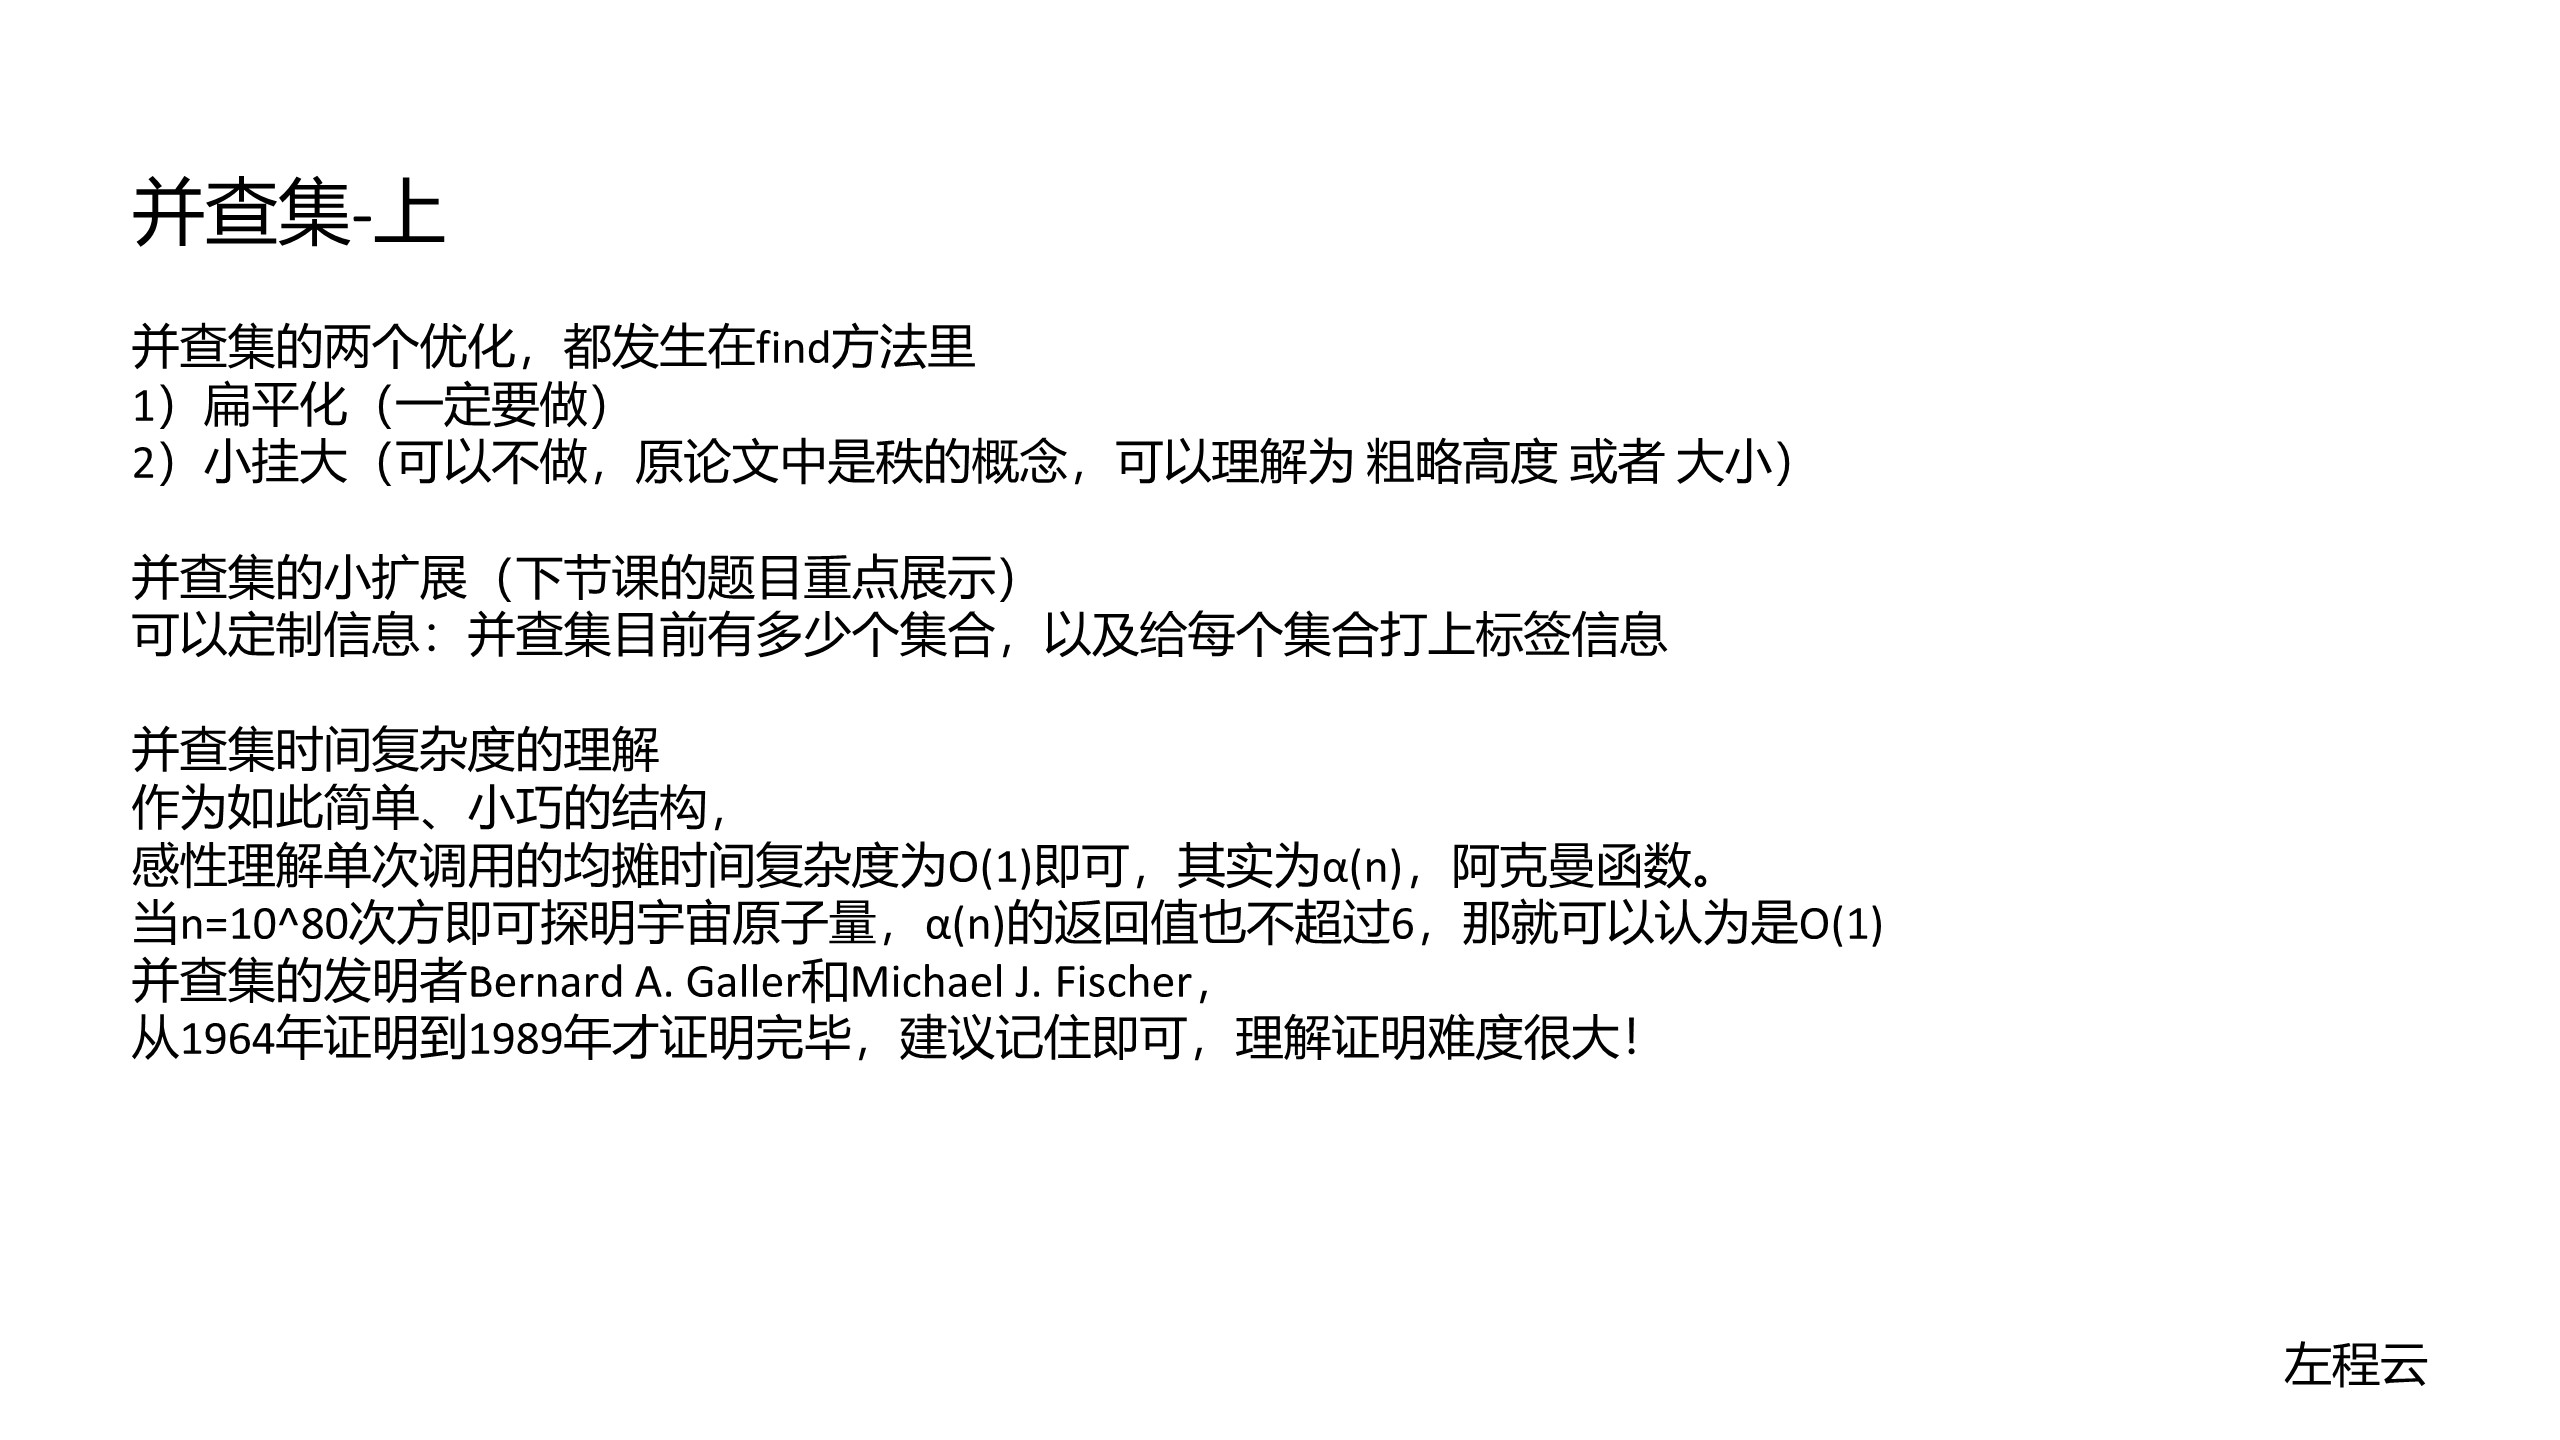 并查集-上
并查集的两个优化，都发生在find方法里
1）扁平化（一定要做）
2）小挂大（可以不做，原论文中是秩的概念，可以理解为 粗略高度 或者 大小）
并查集的小扩展（下节课的题目重点展示）
可以定制信息：并查集目前有多少个集合，以及给每个集合打上标签信息
并查集时间复杂度的理解
作为如此简单、小巧的结构，
感性理解单次调用的均摊时间复杂度为O(1)即可，其实为α(n)，阿克曼函数。
当n=10^80次方即可探明宇宙原子量，α(n)的返回值也不超过6，那就可以认为是O(1)
并查集的发明者Bernard A. Galler和Michael J. Fischer，
从1964年证明到1989年才证明完毕，建议记住即可，理解证明难度很大！
左程云